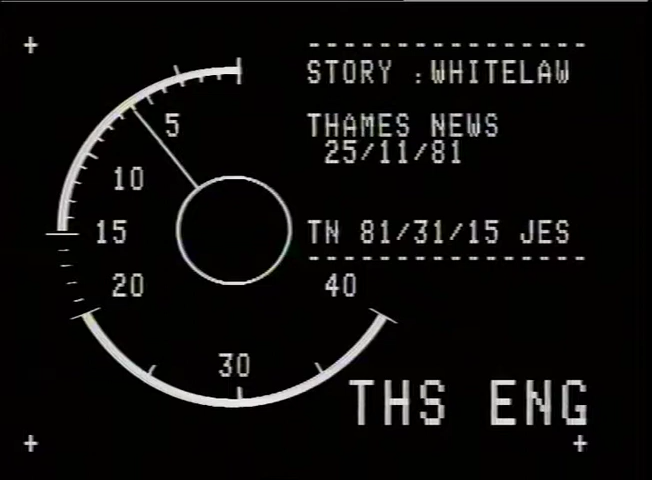 STORY :WHITELAW
THAMES NEWS
25/11/81
TN 81/31/15 JES
5
10
15
20
30
40
THS ENG